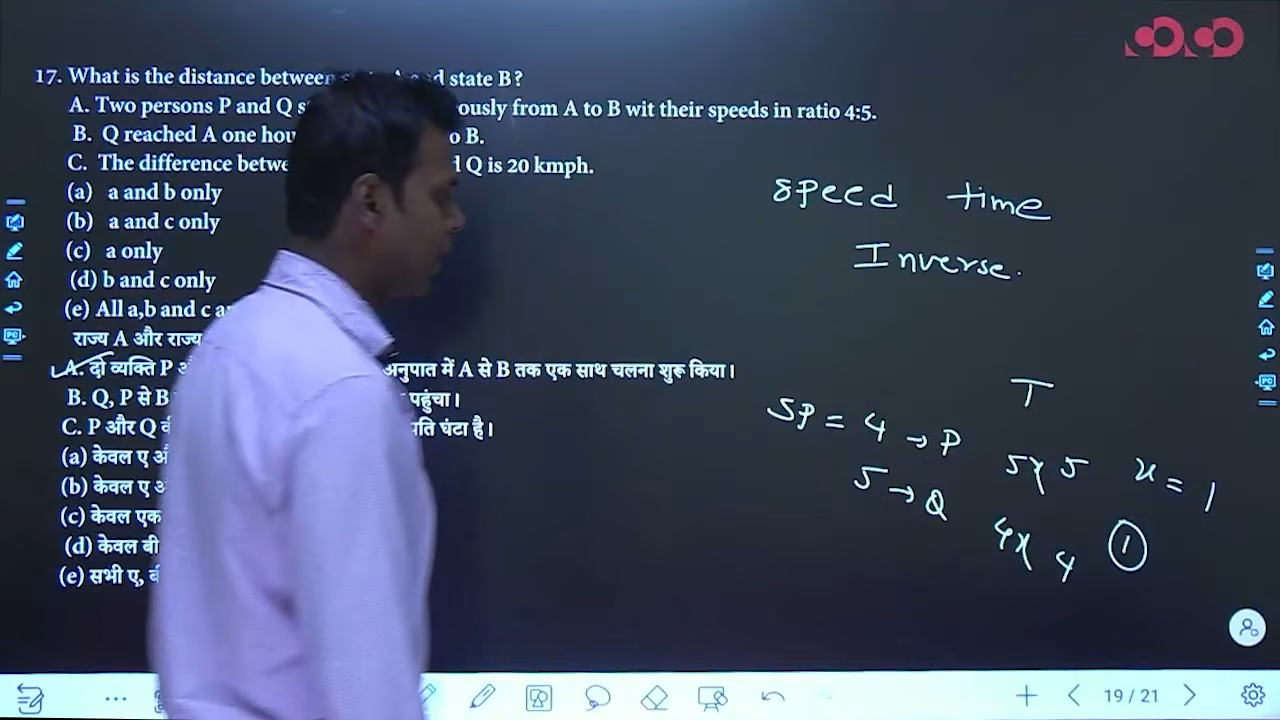 17. What is the distance between state A and state B?
A. Two persons P and Q ously from A to B wit their speeds in ratio 4:5.
B. Q reached A one hou o B.
C. The difference betwe d Q is 20 kmph.
(a) a and b only
(b) a and c only
(c) a only
(d) b and c only
(e) All a,b and c a
राज्य A और राज्य
A. दो व्यक्ति P अनुपात में A से B तक एक साथ चलना शुरू किया।
B. Q, P से B पहुंचा।
C. P और Q ति घंटा है।
(a) केवल ए
(b) केवल ए
(c) केवल एक
(d) केवल बी
(e) सभी ए,
speed time
Inverse.
T
SP = 4 → P 5x 5 x = 1
5 → Q 4x 4 1
19 / 21